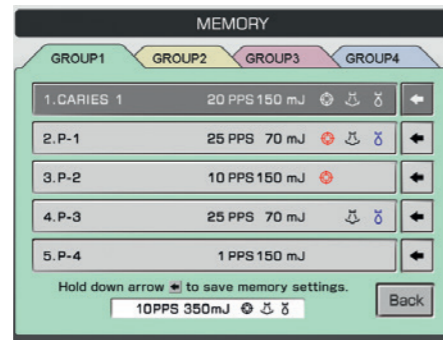 MEMORY
GROUP1 GROUP2 GROUP3 GROUP4
1.CARIES 1 20 PPS 150 mJ
2.P-1 25 PPS 70 mJ
3.P-2 10 PPS 150 mJ
4.P-3 25 PPS 70 mJ
5.P-4 1 PPS 150 mJ
Hold down arrow to save memory settings.
10PPS 350mJ
Back